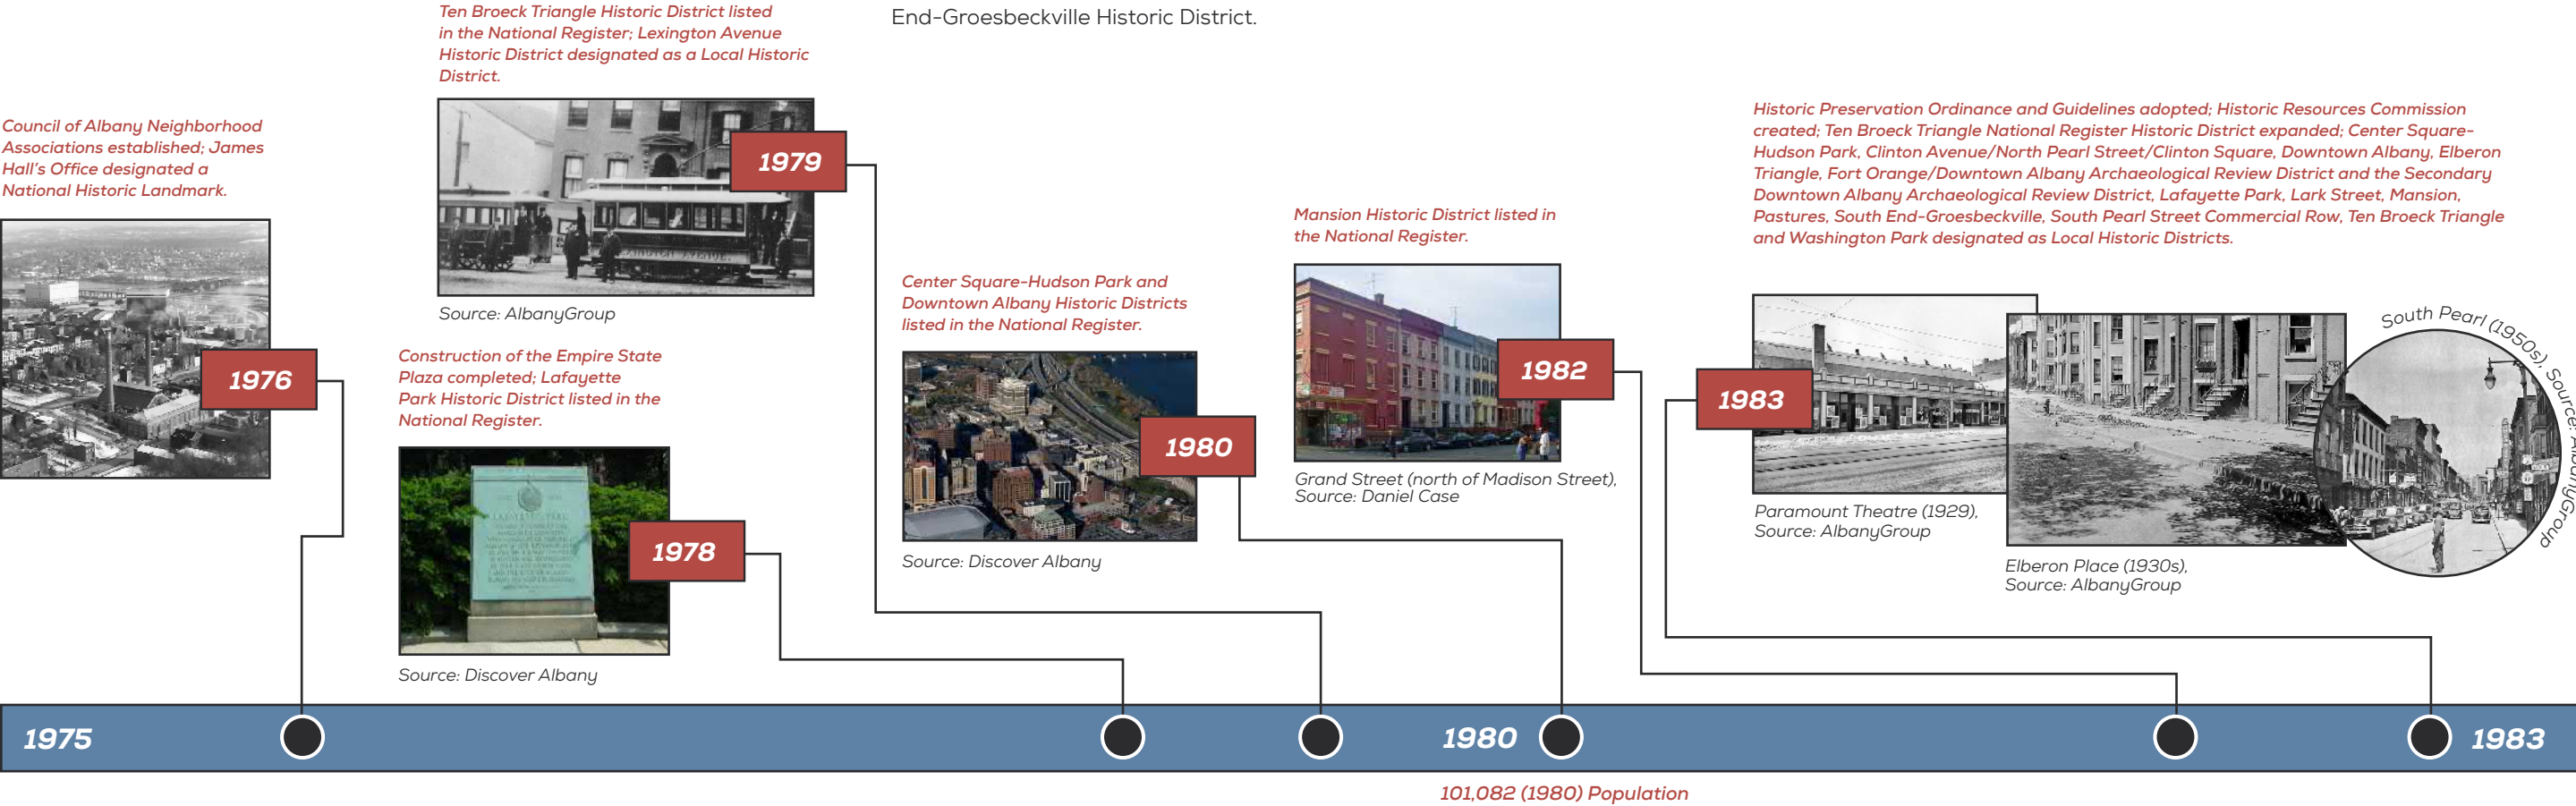 End-Groesbeckville Historic District.
Council of Albany Neighborhood
Associations established; James
Hall's Office designated a
National Historic Landmark.
1976
Ten Broeck Triangle Historic District listed
in the National Register; Lexington Avenue
Historic District designated as a Local Historic
District.
1979
Source: AlbanyGroup
Construction of the Empire State
Plaza completed; Lafayette
Park Historic District listed in the
National Register.
LAFAYETTE PARK
1978
Source: Discover Albany
Center Square-Hudson Park and
Downtown Albany Historic Districts
listed in the National Register.
1980
Source: Discover Albany
Mansion Historic District listed in
the National Register.
1982
Grand Street (north of Madison Street),
Source: Daniel Case
Historic Preservation Ordinance and Guidelines adopted; Historic Resources Commission
created; Ten Broeck Triangle National Register Historic District expanded; Center Square-
Hudson Park, Clinton Avenue/North Pearl Street/Clinton Square, Downtown Albany, Elberon
Triangle, Fort Orange/Downtown Albany Archaeological Review District and the Secondary
Downtown Albany Archaeological Review District, Lafayette Park, Lark Street, Mansion,
Pastures, South End-Groesbeckville, South Pearl Street Commercial Row, Ten Broeck Triangle
and Washington Park designated as Local Historic Districts.
1983
Paramount Theatre (1929),
Source: AlbanyGroup
Elberon Place (1930s),
Source: AlbanyGroup
South Pearl (1950s), Source: AlbanyGroup
1975
1980
1983
101,082 (1980) Population